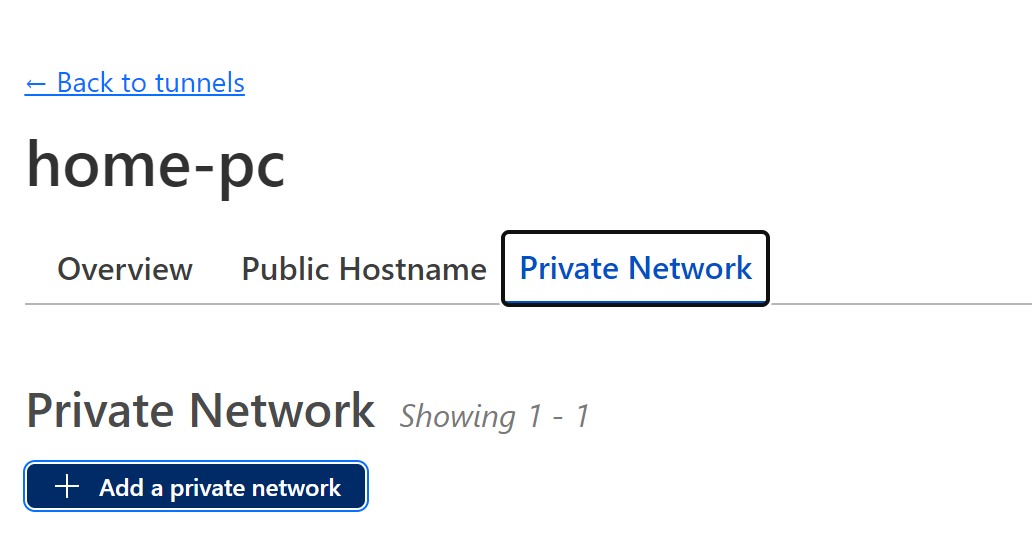 ← Back to tunnels
home-pc
Overview Public Hostname Private Network
Private Network Showing 1 - 1
+ Add a private network